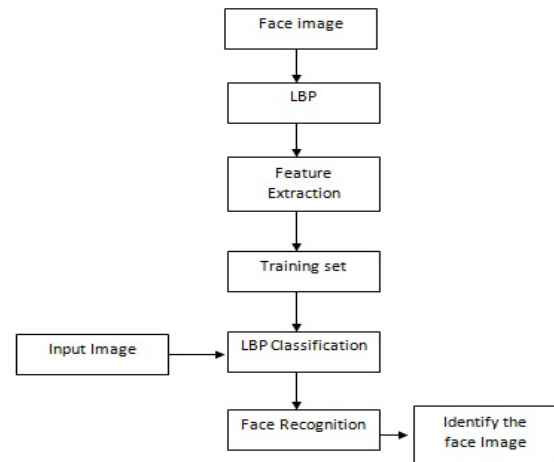 Face image
LBP
Feature
Extraction
Training set
Input Image
LBP Classification
Face Recognition
Identify the
face Image